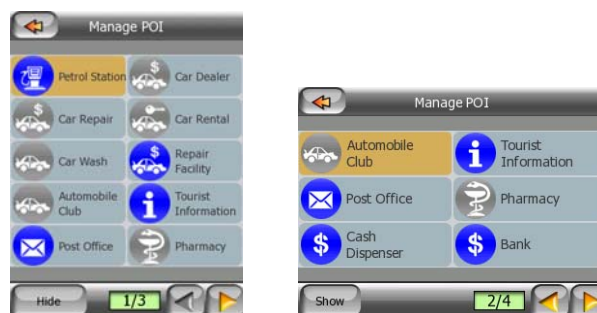 Manage POI
Petrol Station
Car Dealer
Car Repair
Car Rental
Car Wash
Repair
Facility
Automobile
Club
Tourist
Information
Post Office
Pharmacy
Hide
1/3
Manage POI
Automobile
Club
Tourist
Information
Post Office
Pharmacy
Cash
Dispenser
Bank
Show
2/4